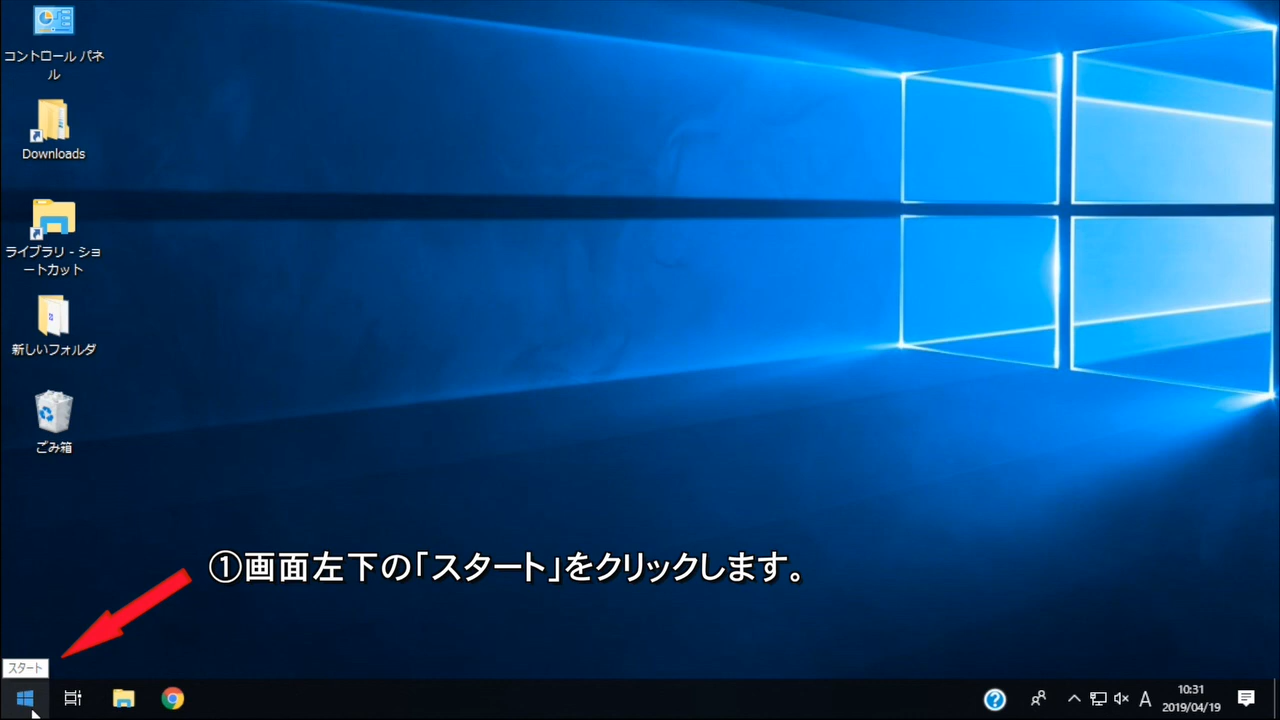 コントロール パネ
ル
Downloads
ライブラリ - ショ
ートカット
新しいフォルダ
ごみ箱
①画面左下の「スタート」をクリックします。
スタート
A
10:31
2019/04/19